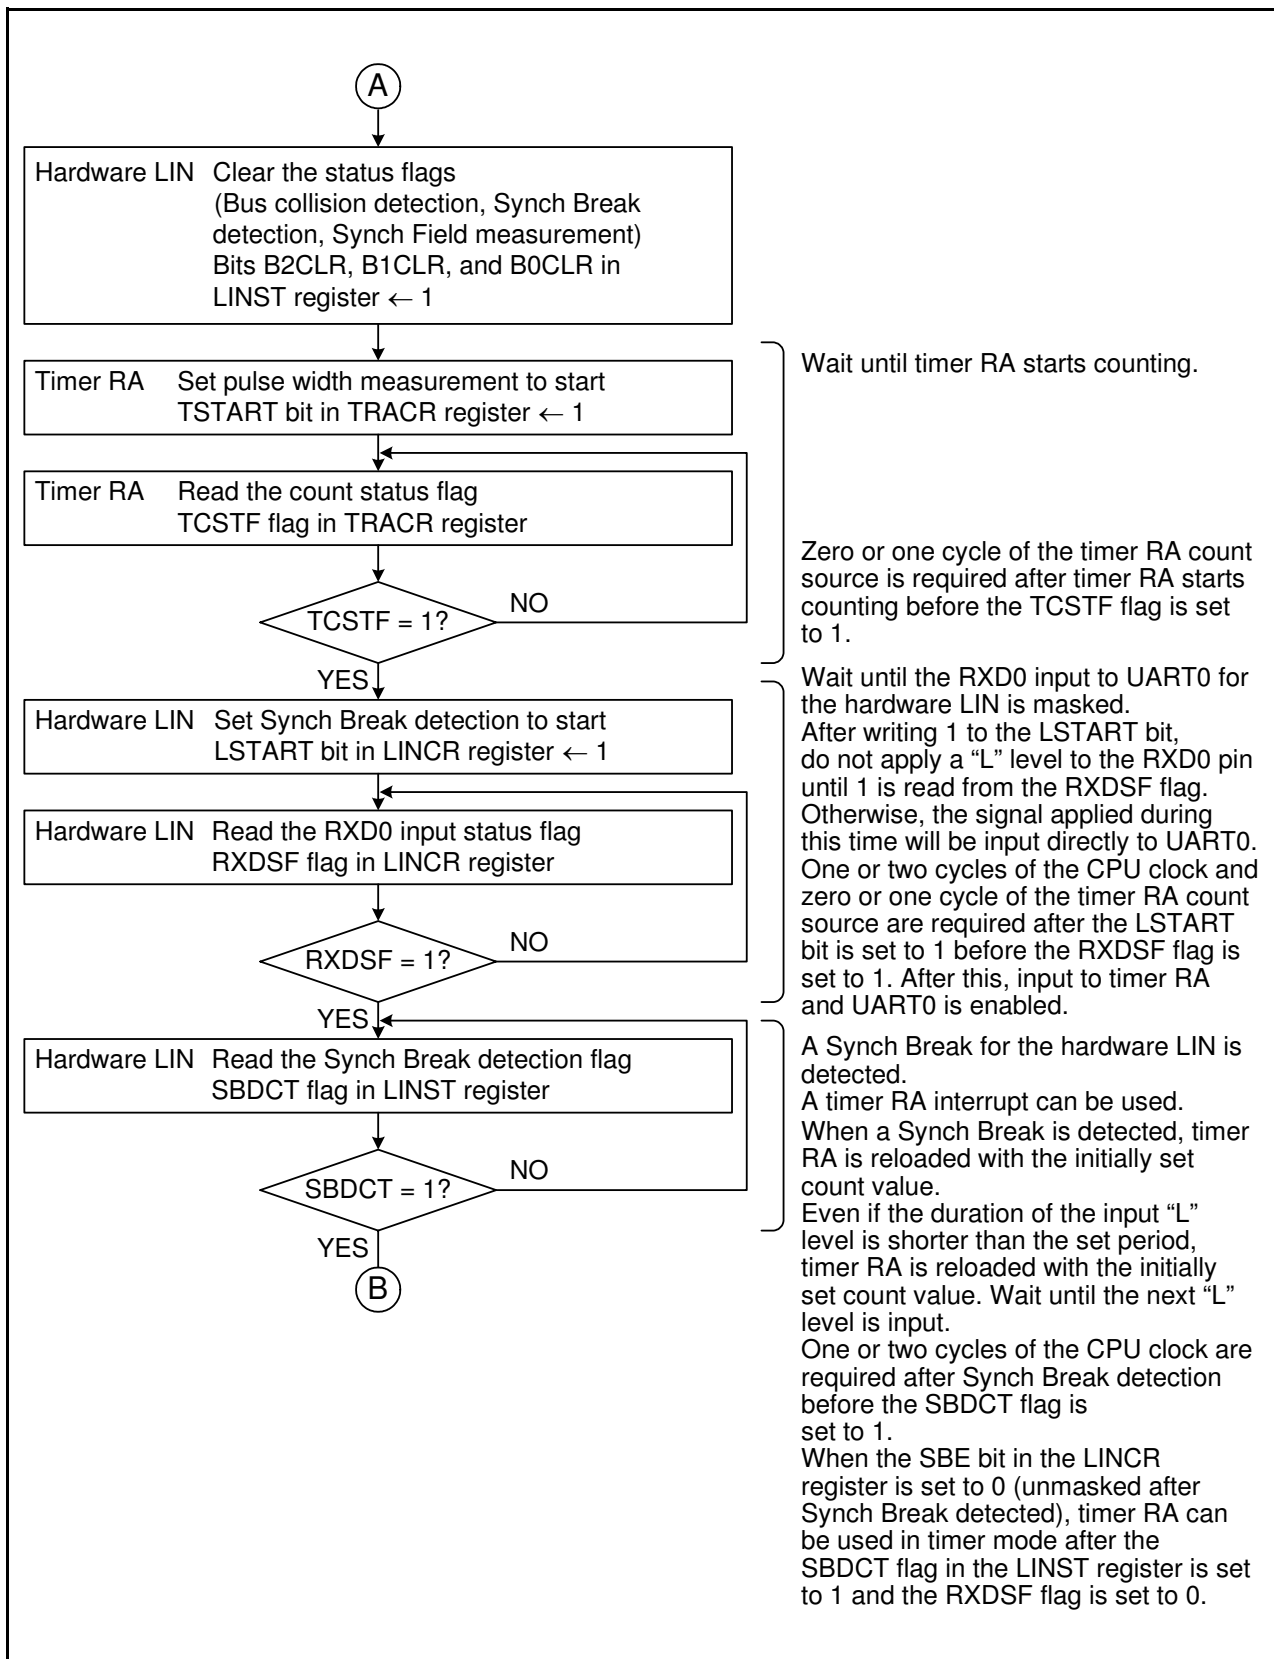 A
Hardware LIN Clear the status flags
(Bus collision detection, Synch Break
detection, Synch Field measurement)
Bits B2CLR, B1CLR, and B0CLR in
LINST register ← 1
Timer RA Set pulse width measurement to start
TSTART bit in TRACR register ← 1
Timer RA Read the count status flag
TCSTF flag in TRACR register
TCSTF = 1?
NO
YES
Hardware LIN Set Synch Break detection to start
LSTART bit in LINCR register ← 1
Hardware LIN Read the RXD0 input status flag
RXDSF flag in LINCR register
RXDSF = 1?
NO
YES
Hardware LIN Read the Synch Break detection flag
SBDCT flag in LINST register
SBDCT = 1?
NO
YES
B
Wait until timer RA starts counting.
Zero or one cycle of the timer RA count
source is required after timer RA starts
counting before the TCSTF flag is set
to 1.
Wait until the RXD0 input to UART0 for
the hardware LIN is masked.
After writing 1 to the LSTART bit,
do not apply a “L” level to the RXD0 pin
until 1 is read from the RXDSF flag.
Otherwise, the signal applied during
this time will be input directly to UART0.
One or two cycles of the CPU clock and
zero or one cycle of the timer RA count
source are required after the LSTART
bit is set to 1 before the RXDSF flag is
set to 1. After this, input to timer RA
and UART0 is enabled.
A Synch Break for the hardware LIN is
detected.
A timer RA interrupt can be used.
When a Synch Break is detected, timer
RA is reloaded with the initially set
count value.
Even if the duration of the input “L”
level is shorter than the set period,
timer RA is reloaded with the initially
set count value. Wait until the next “L”
level is input.
One or two cycles of the CPU clock are
required after Synch Break detection
before the SBDCT flag is
set to 1.
When the SBE bit in the LINCR
register is set to 0 (unmasked after
Synch Break detected), timer RA can
be used in timer mode after the
SBDCT flag in the LINST register is set
to 1 and the RXDSF flag is set to 0.